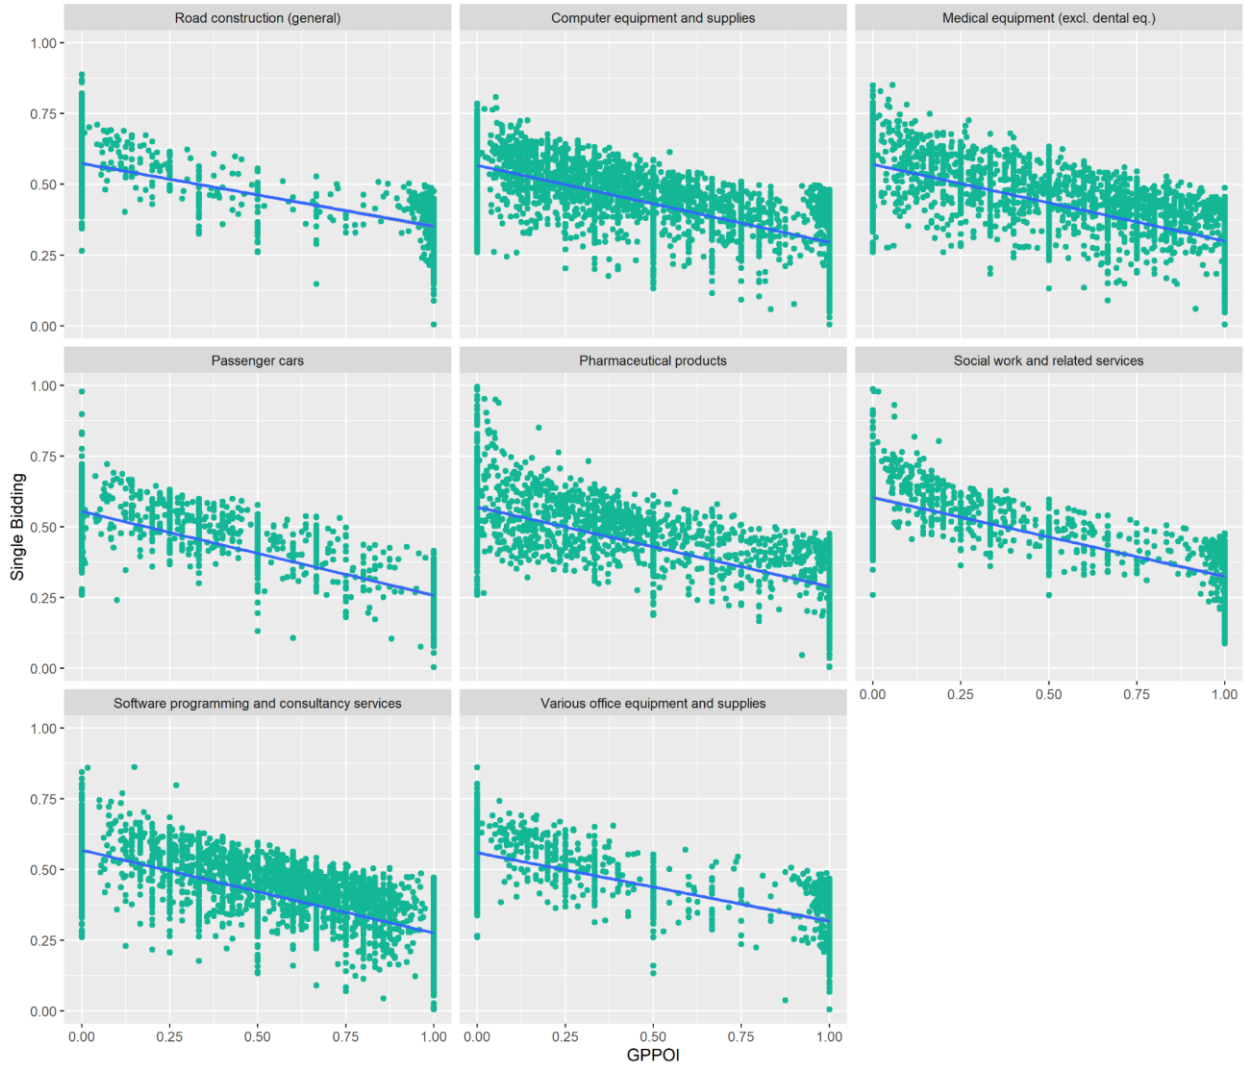 Road construction (general)
Computer equipment and supplies
Medical equipment (excl. dental eq.)
1.00
0.75
0.50
0.25
0.00
Passenger cars
Pharmaceutical products
Social work and related services
1.00
0.75
0.50
0.25
0.00
Single Bidding
0.00 0.25 0.50 0.75 1.00
Software programming and consultancy services
Various office equipment and supplies
1.00
0.75
0.50
0.25
0.00
0.00 0.25 0.50 0.75 1.00
0.00 0.25 0.50 0.75 1.00
GPPOI